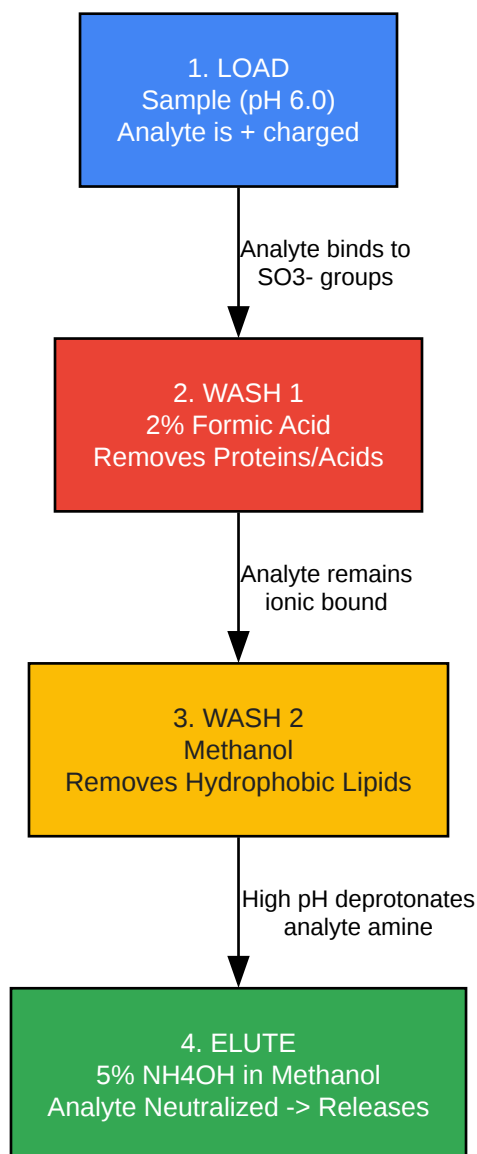 1. LOAD
Sample (pH 6.0)
Analyte is + charged
Analyte binds to
SO3- groups
2. WASH 1
2% Formic Acid
Removes Proteins/Acids
Analyte remains
ionic bound
3. WASH 2
Methanol
Removes Hydrophobic Lipids
High pH deprotonates
analyte amine
4. ELUTE
5% NH4OH in Methanol
Analyte Neutralized -> Releases